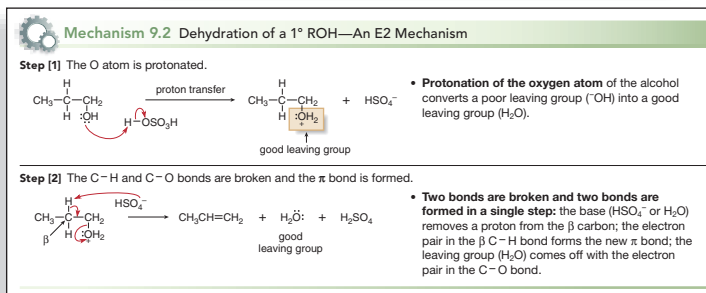 Mechanism 9.2 Dehydration of a 1° ROH—An E2 Mechanism
Step [1] The O atom is protonated.
H
CH₃–C–CH₂
H :OH
H–OSO₃H
proton transfer
H
CH₃–C–CH₂ + HSO₄⁻
H :OH₂
+
good leaving group
• Protonation of the oxygen atom of the alcohol
converts a poor leaving group (⁻OH) into a good
leaving group (H₂O).
Step [2] The C–H and C–O bonds are broken and the π bond is formed.
H HSO₄⁻
CH₃–C–CH₂
β H :OH₂
+
CH₃CH=CH₂ + H₂Ö: + H₂SO₄
good
leaving group
• Two bonds are broken and two bonds are
formed in a single step: the base (HSO₄⁻ or H₂O)
removes a proton from the β carbon; the electron
pair in the β C–H bond forms the new π bond; the
leaving group (H₂O) comes off with the electron
pair in the C–O bond.